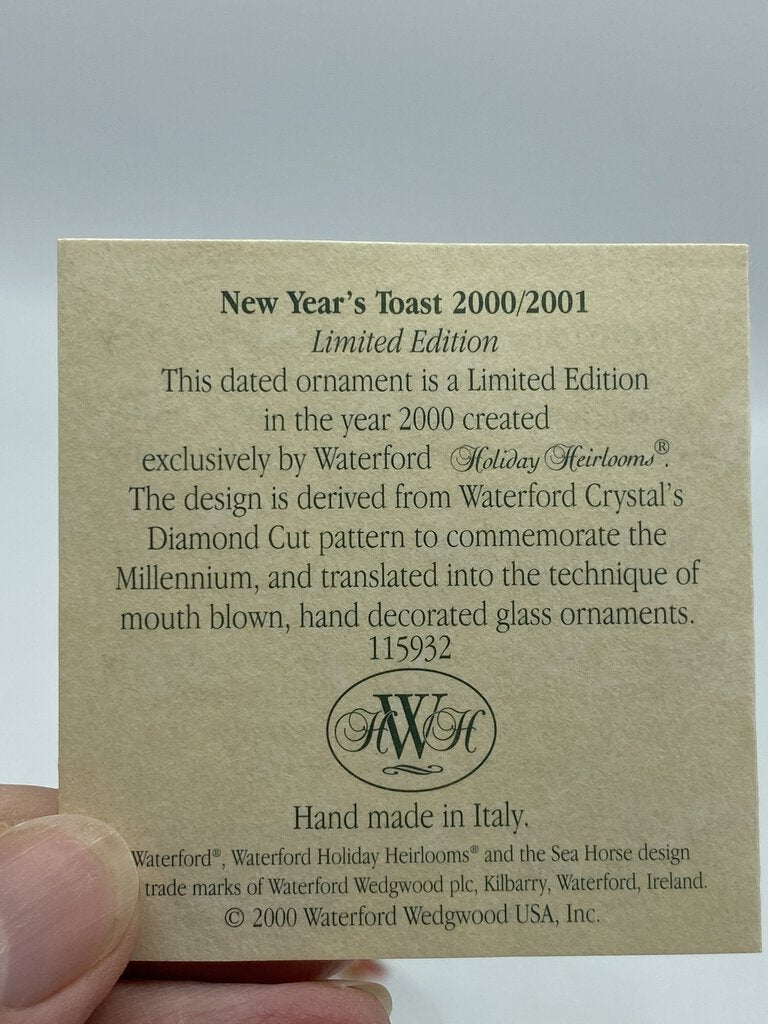 New Year's Toast 2000/2001
Limited Edition
This dated ornament is a Limited Edition
in the year 2000 created
exclusively by Waterford Holiday Heirlooms®.
The design is derived from Waterford Crystal's
Diamond Cut pattern to commemorate the
Millennium, and translated into the technique of
mouth blown, hand decorated glass ornaments.
115932
HWH
Hand made in Italy.
Waterford®, Waterford Holiday Heirlooms® and the Sea Horse design
trade marks of Waterford Wedgwood plc, Kilbarry, Waterford, Ireland.
© 2000 Waterford Wedgwood USA, Inc.